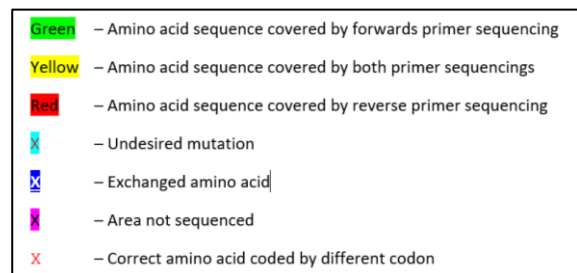 Green – Amino acid sequence covered by forwards primer sequencing
Yellow – Amino acid sequence covered by both primer sequencings
Red – Amino acid sequence covered by reverse primer sequencing
X – Undesired mutation
X – Exchanged amino acid
X – Area not sequenced
X – Correct amino acid coded by different codon